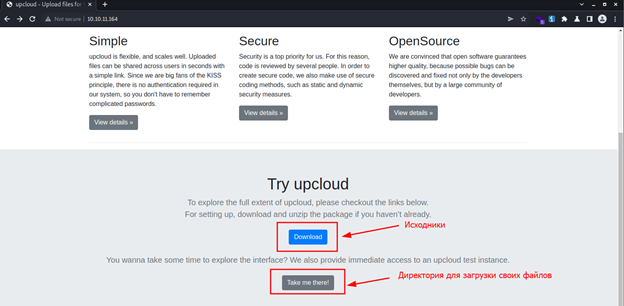 upcloud - Upload files for
Not secure | 10.10.11.164
Simple
upcloud is flexible, and scales well. Uploaded
files can be shared across users in seconds with
a simple link. Since we are big fans of the KISS
principle, there is no authentication required in
our system, so you don't have to remember
complicated passwords.
View details »
Secure
Security is a top priority for us. For this reason,
code is reviewed by several people. In order to
create secure code, we also make use of secure
coding methods, such as static and dynamic
security measures.
View details »
OpenSource
We are convinced that open software guarantees
higher quality, because possible bugs can be
discovered and fixed not only by the developers
themselves, but by a large community of
developers.
View details »
Try upcloud
To explore the full extent of upcloud, please checkout the links below.
For setting up, download and unzip the package if you haven't already.
Download
Исходники
You wanna take some time to explore the interface? We also provide immediate access to an upcloud test instance.
Take me there!
Директория для загрузки своих файлов